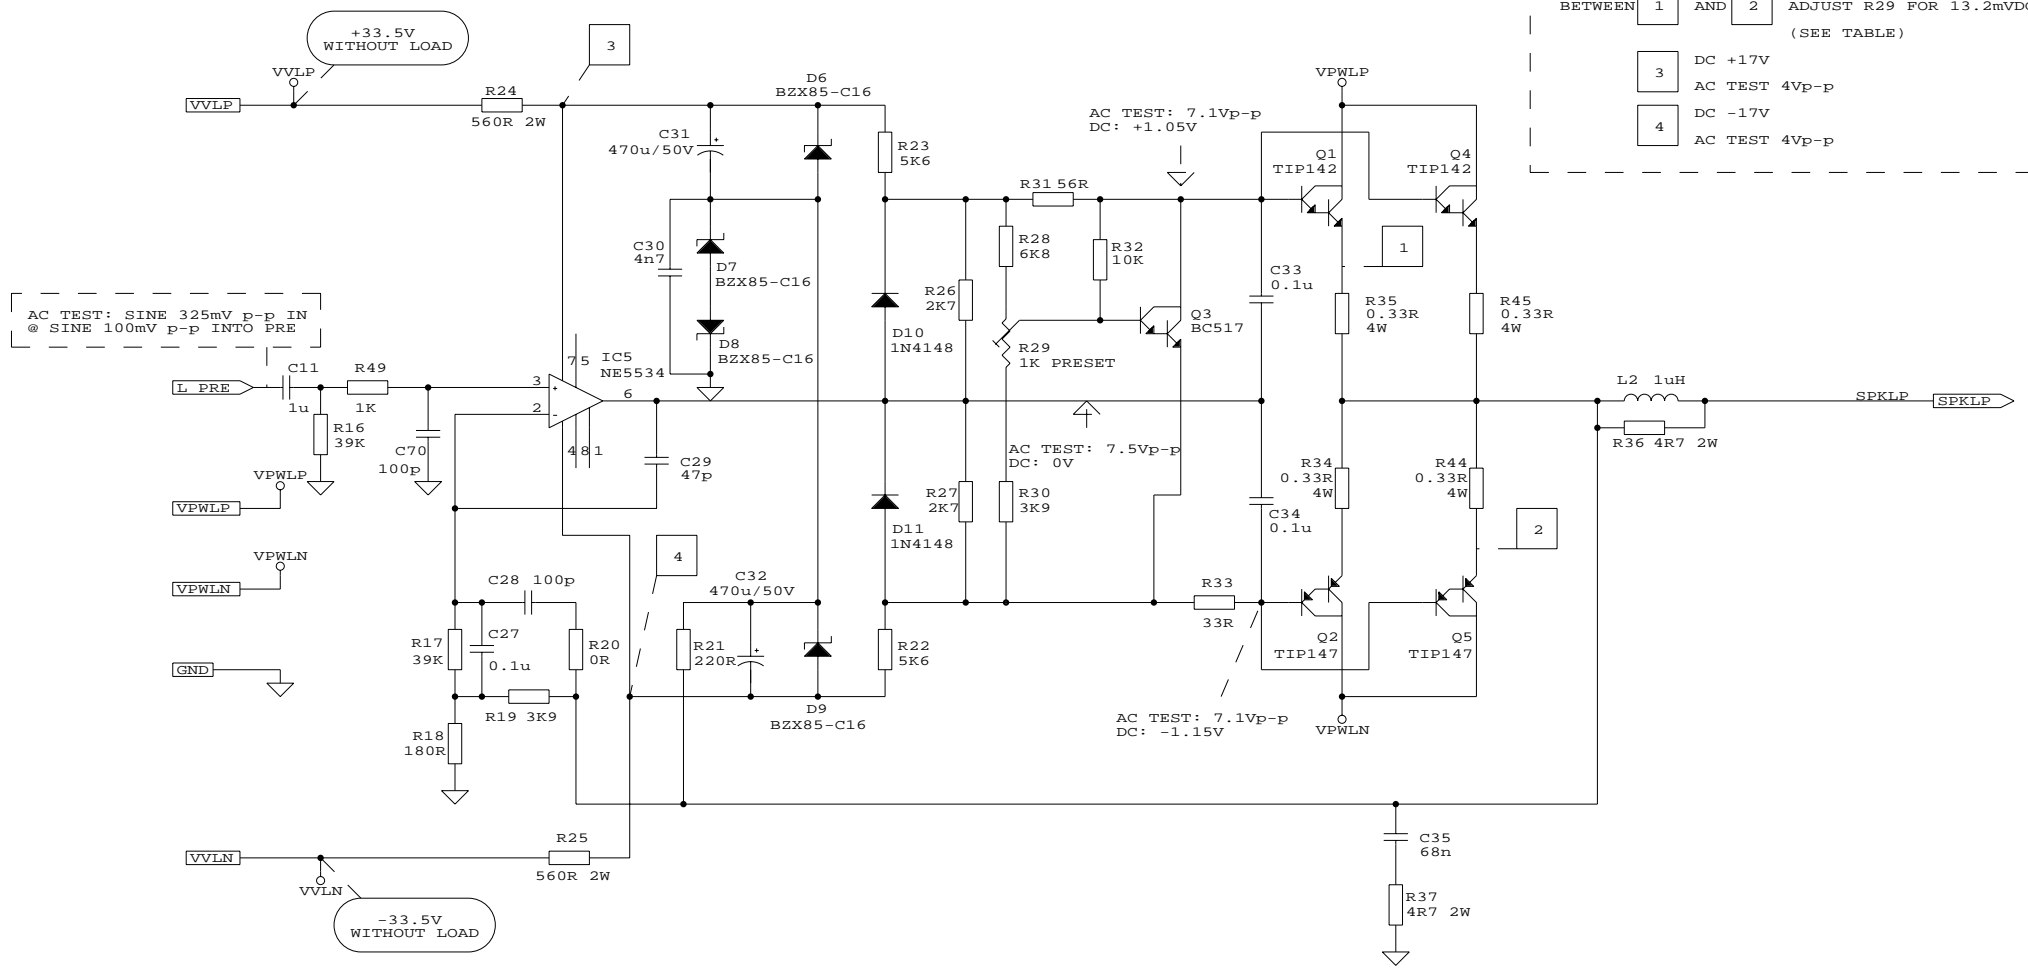 BETWEEN 1 AND 2 ADJUST R29 FOR 13.2mVDC
(SEE TABLE)
3 DC +17V
AC TEST 4Vp-p
4 DC -17V
AC TEST 4Vp-p
+33.5V
WITHOUT LOAD
3
VVLP
VVLP
R24
560R 2W
D6
BZX85-C16
C31
+
470u/50V
R23
5K6
AC TEST: 7.1Vp-p
DC: +1.05V
VPWLP
Q1
TIP142
Q4
TIP142
R31 56R
C30
4n7
D7
BZX85-C16
D8
BZX85-C16
R28
6K8
R32
10K
R26
2K7
D10
1N4148
R29
1K PRESET
Q3
BC517
C33
0.1u
1
R35
0.33R
4W
R45
0.33R
4W
AC TEST: SINE 325mV p-p IN
@ SINE 100mV p-p INTO PRE
L PRE
C11
1u
R49
1K
R16
39K
C70
100p
IC5
NE5534
7 5
3
+
2
-
6
4 8 1
C29
47p
AC TEST: 7.5Vp-p
DC: 0V
L2 1uH
R36 4R7 2W
SPKLP
SPKLP
R34
0.33R
4W
R44
0.33R
4W
R27
2K7
R30
3K9
D11
1N4148
C34
0.1u
2
VPWLP
VPWLP
VPWLN
VPWLN
GND
4
C28 100p
C27
0.1u
R17
39K
R20
0R
R19 3K9
R18
180R
C32
470u/50V
+
R21
220R
D9
BZX85-C16
R22
5K6
R33
33R
Q2
TIP147
Q5
TIP147
AC TEST: 7.1Vp-p
DC: -1.15V
VPWLN
R25
560R 2W
VVLN
VVLN
-33.5V
WITHOUT LOAD
C35
68n
R37
4R7 2W